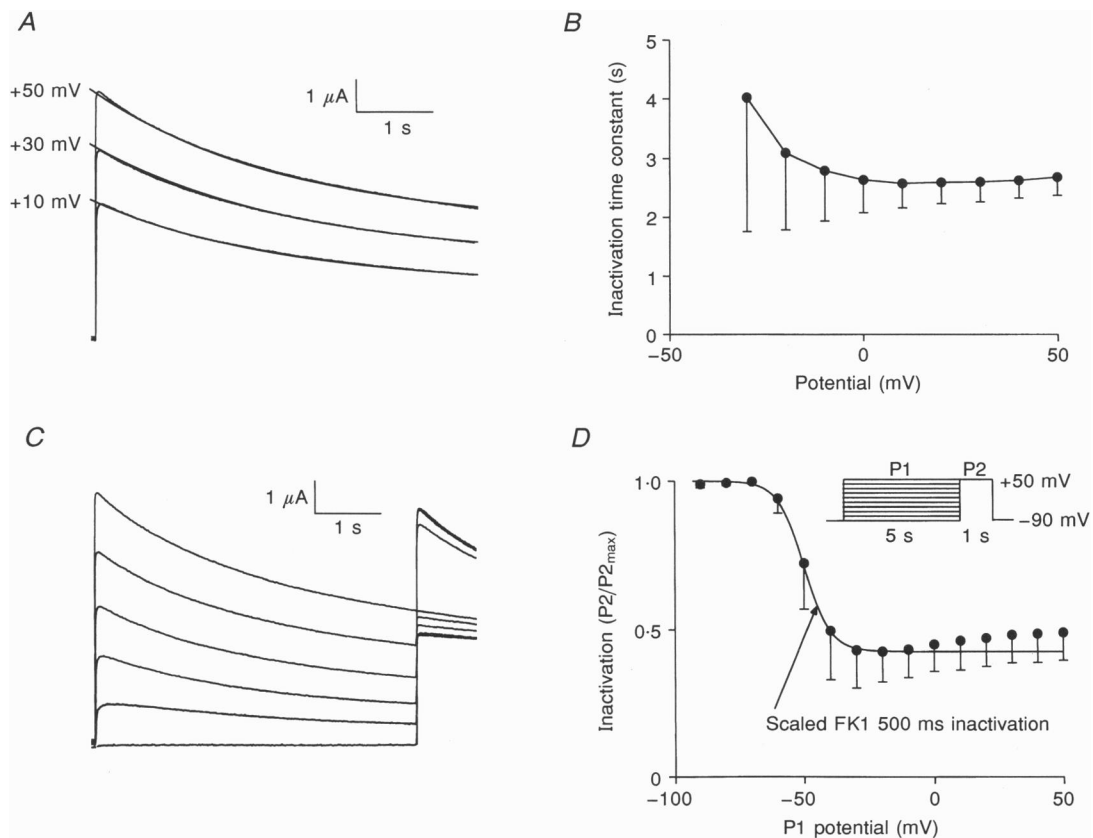 A
+50 mV
+30 mV
+10 mV
1 μA
1 s
B
Inactivation time constant (s)
5
4
3
2
1
0
−50
0
50
Potential (mV)
C
1 μA
1 s
D
Inactivation (P2/P2max)
1·0
0·5
0
P1
P2
+50 mV
−90 mV
5 s
1 s
Scaled FK1 500 ms inactivation
−100
−50
0
50
P1 potential (mV)